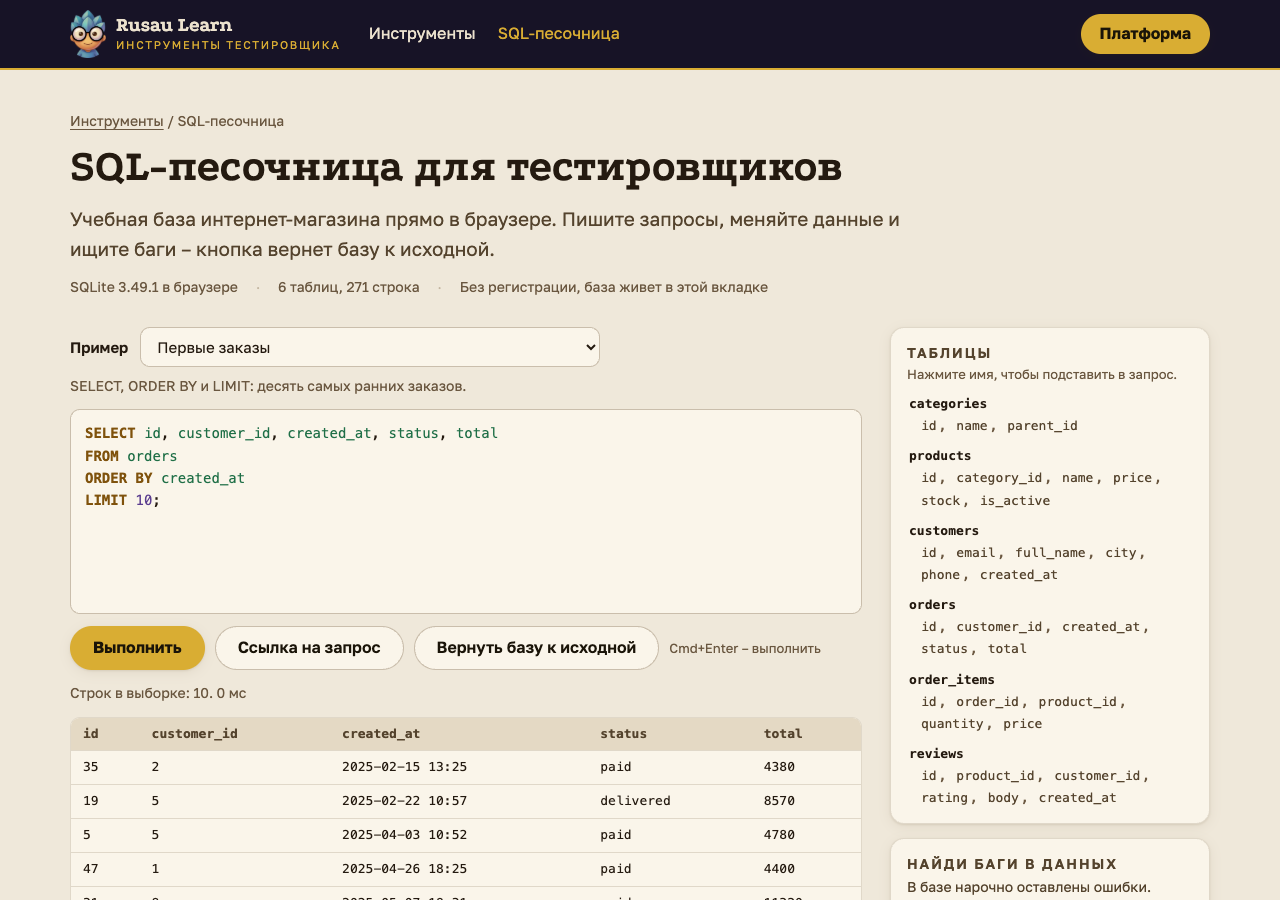 Rusau Learn
ИНСТРУМЕНТЫ ТЕСТИРОВЩИКА
Инструменты
SQL-песочница
Платформа
Инструменты / SQL-песочница
SQL-песочница для тестировщиков
Учебная база интернет-магазина прямо в браузере. Пишите запросы, меняйте данные и
ищите баги – кнопка вернет базу к исходной.
SQLite 3.49.1 в браузере · 6 таблиц, 271 строка · Без регистрации, база живет в этой вкладке
Пример
Первые заказы
SELECT, ORDER BY и LIMIT: десять самых ранних заказов.
SELECT id, customer_id, created_at, status, total
FROM orders
ORDER BY created_at
LIMIT 10;
Выполнить
Ссылка на запрос
Вернуть базу к исходной
Cmd+Enter – выполнить
Строк в выборке: 10. 0 мс
id customer_id created_at status total
35 2 2025-02-15 13:25 paid 4380
19 5 2025-02-22 10:57 delivered 8570
5 5 2025-04-03 10:52 paid 4780
47 1 2025-04-26 18:25 paid 4400
ТАБЛИЦЫ
Нажмите имя, чтобы подставить в запрос.
categories
id, name, parent_id
products
id, category_id, name, price,
stock, is_active
customers
id, email, full_name, city,
phone, created_at
orders
id, customer_id, created_at,
status, total
order_items
id, order_id, product_id,
quantity, price
reviews
id, product_id, customer_id,
rating, body, created_at
НАЙДИ БАГИ В ДАННЫХ
В базе нарочно оставлены ошибки.